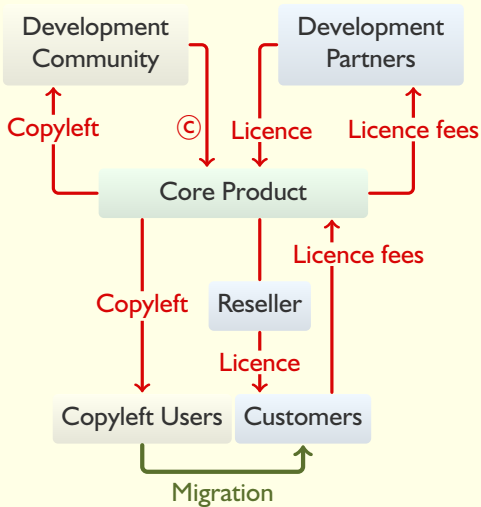 Development
Community
Development
Partners
Copyleft
©
Licence
Licence fees
Core Product
Licence fees
Copyleft
Reseller
Licence
Copyleft Users
Customers
Migration